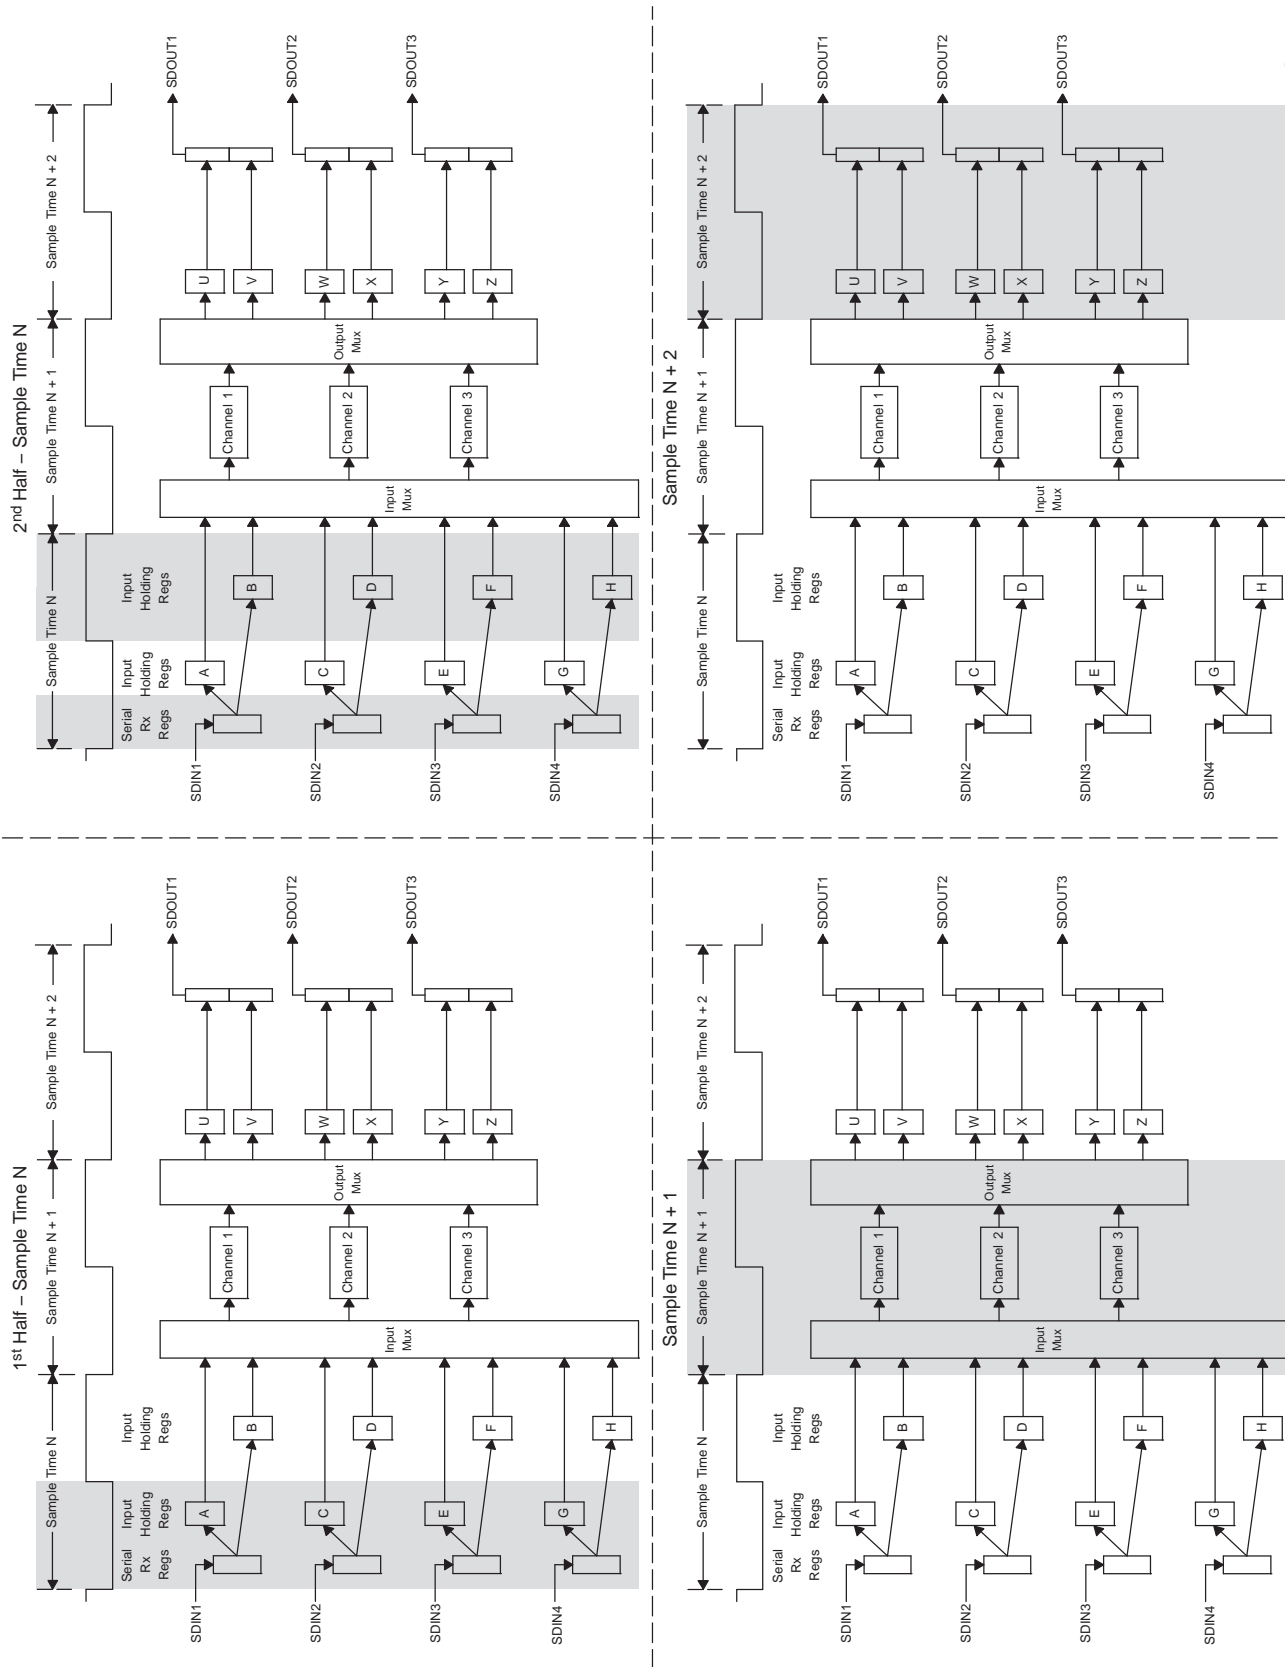 1st Half – Sample Time N
Sample Time N
Sample Time N + 1
Sample Time N + 2
Serial
Rx
Regs
Input
Holding
Regs
Input
Holding
Regs
SDIN1
SDIN2
SDIN3
SDIN4
A
B
C
D
E
F
G
H
Input
Mux
Channel 1
Channel 2
Channel 3
Output
Mux
U
V
W
X
Y
Z
SDOUT1
SDOUT2
SDOUT3
2nd Half – Sample Time N
Sample Time N
Sample Time N + 1
Sample Time N + 2
Serial
Rx
Regs
Input
Holding
Regs
Input
Holding
Regs
SDIN1
SDIN2
SDIN3
SDIN4
A
B
C
D
E
F
G
H
Input
Mux
Channel 1
Channel 2
Channel 3
Output
Mux
U
V
W
X
Y
Z
SDOUT1
SDOUT2
SDOUT3
Sample Time N + 1
Sample Time N
Sample Time N + 1
Sample Time N + 2
Serial
Rx
Regs
Input
Holding
Regs
Input
Holding
Regs
SDIN1
SDIN2
SDIN3
SDIN4
A
B
C
D
E
F
G
H
Input
Mux
Channel 1
Channel 2
Channel 3
Output
Mux
U
V
W
X
Y
Z
SDOUT1
SDOUT2
SDOUT3
Sample Time N + 2
Sample Time N
Sample Time N + 1
Sample Time N + 2
Serial
Rx
Regs
Input
Holding
Regs
Input
Holding
Regs
SDIN1
SDIN2
SDIN3
SDIN4
A
B
C
D
E
F
G
H
Input
Mux
Channel 1
Channel 2
Channel 3
Output
Mux
U
V
W
X
Y
Z
SDOUT1
SDOUT2
SDOUT3